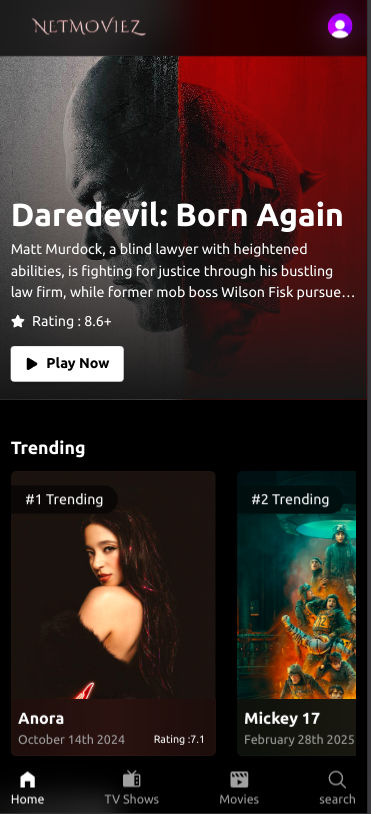 NETMOVIEZ
Daredevil: Born Again
Matt Murdock, a blind lawyer with heightened
abilities, is fighting for justice through his bustling
law firm, while former mob boss Wilson Fisk pursue...
Rating : 8.6+
Play Now
Trending
#1 Trending
#2 Trending
Anora
October 14th 2024
Rating :7.1
Mickey 17
February 28th 2025
Home
TV Shows
Movies
search